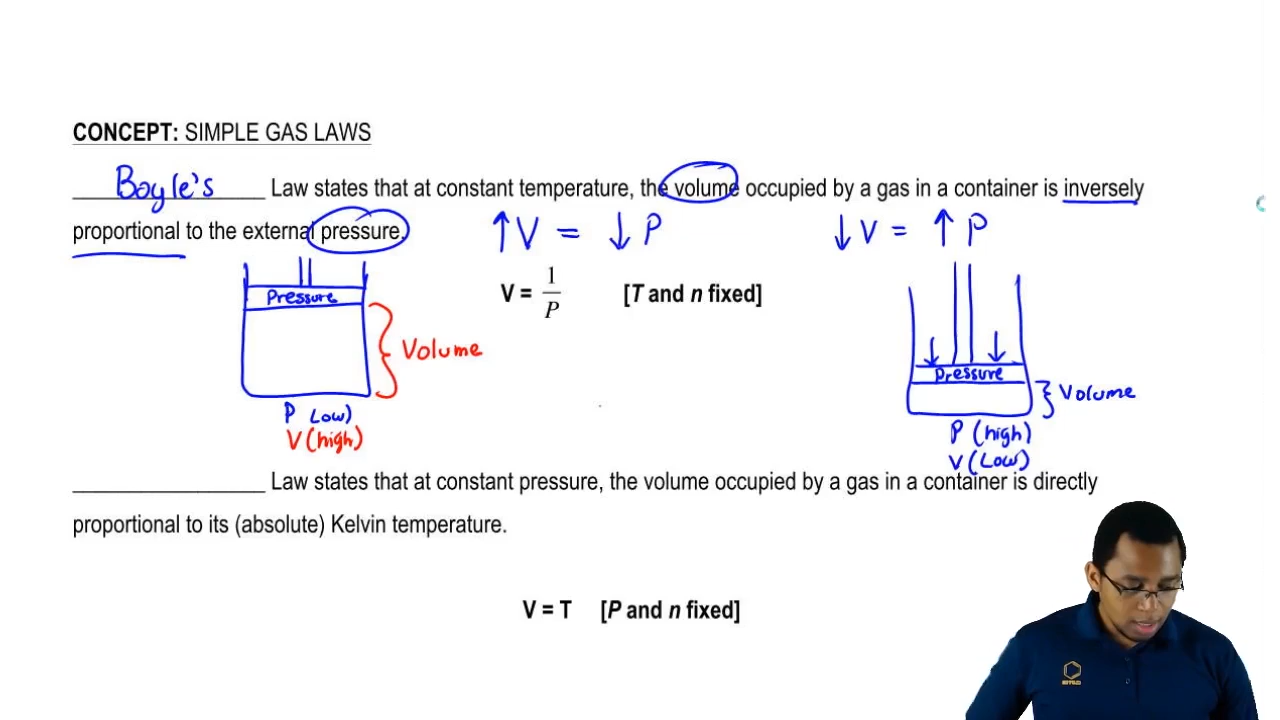 CONCEPT: SIMPLE GAS LAWS
Boyle's Law states that at constant temperature, the volume occupied by a gas in a container is inversely
proportional to the external pressure.
↑V = ↓P
↓V = ↑P
V = 1/P [T and n fixed]
Pressure
Volume
P (Low)
V (high)
Pressure
Volume
P (high)
V (Low)
______________ Law states that at constant pressure, the volume occupied by a gas in a container is directly
proportional to its (absolute) Kelvin temperature.
V = T [P and n fixed]